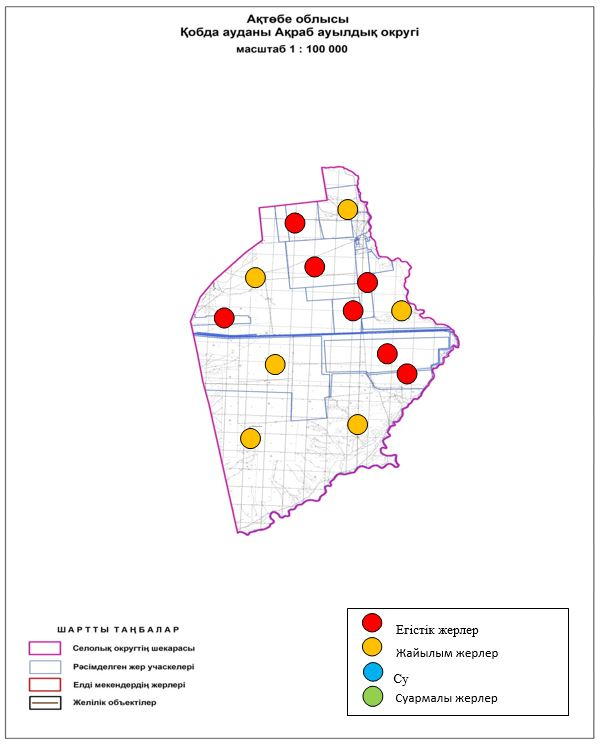 Ақтөбе облысы
Қобда ауданы Ақраб ауылдық округі
масштаб 1 : 100 000
ШАРТТЫ ТАҢБАЛАР
Селолық округтің шекарасы
Рәсімделген жер учаскелері
Елді мекендердің жерлері
Желілік объектілер
Егістік жерлер
Жайылым жерлер
Су
Суармалы жерлер